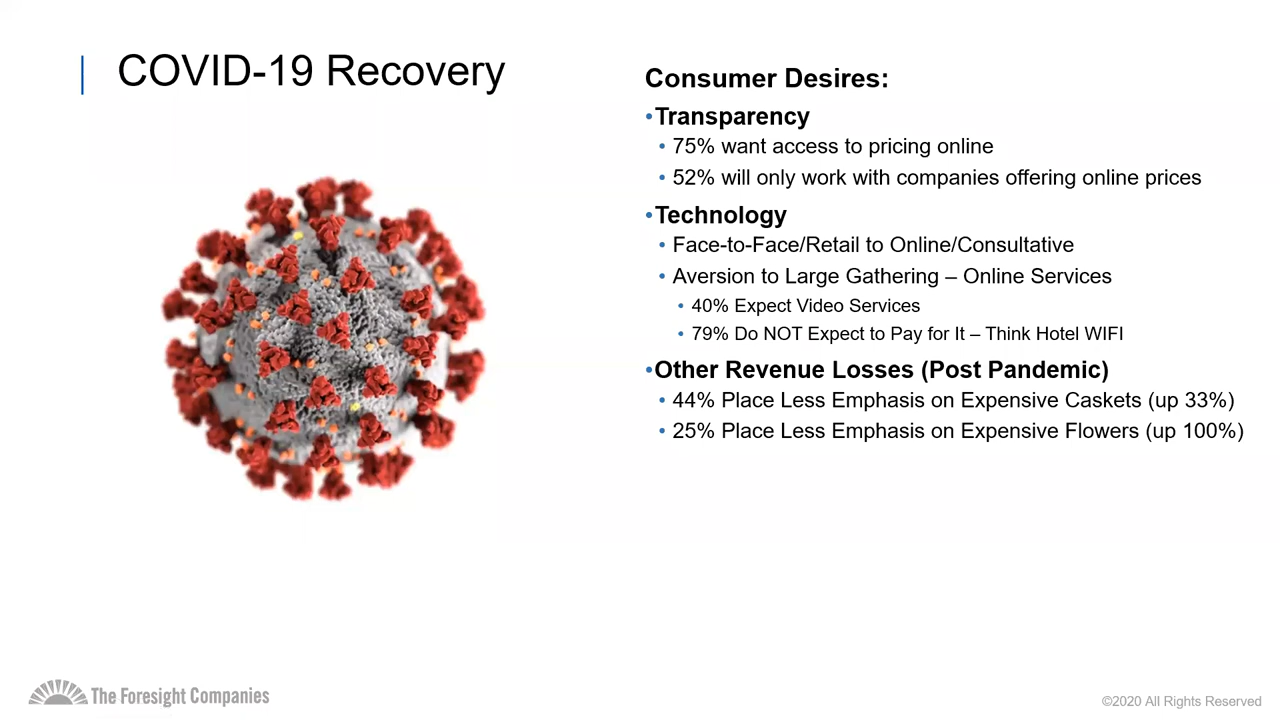 COVID-19 Recovery
Consumer Desires:
•Transparency
• 75% want access to pricing online
• 52% will only work with companies offering online prices
•Technology
• Face-to-Face/Retail to Online/Consultative
• Aversion to Large Gathering – Online Services
• 40% Expect Video Services
• 79% Do NOT Expect to Pay for It – Think Hotel WIFI
•Other Revenue Losses (Post Pandemic)
• 44% Place Less Emphasis on Expensive Caskets (up 33%)
• 25% Place Less Emphasis on Expensive Flowers (up 100%)
The Foresight Companies
©2020 All Rights Reserved